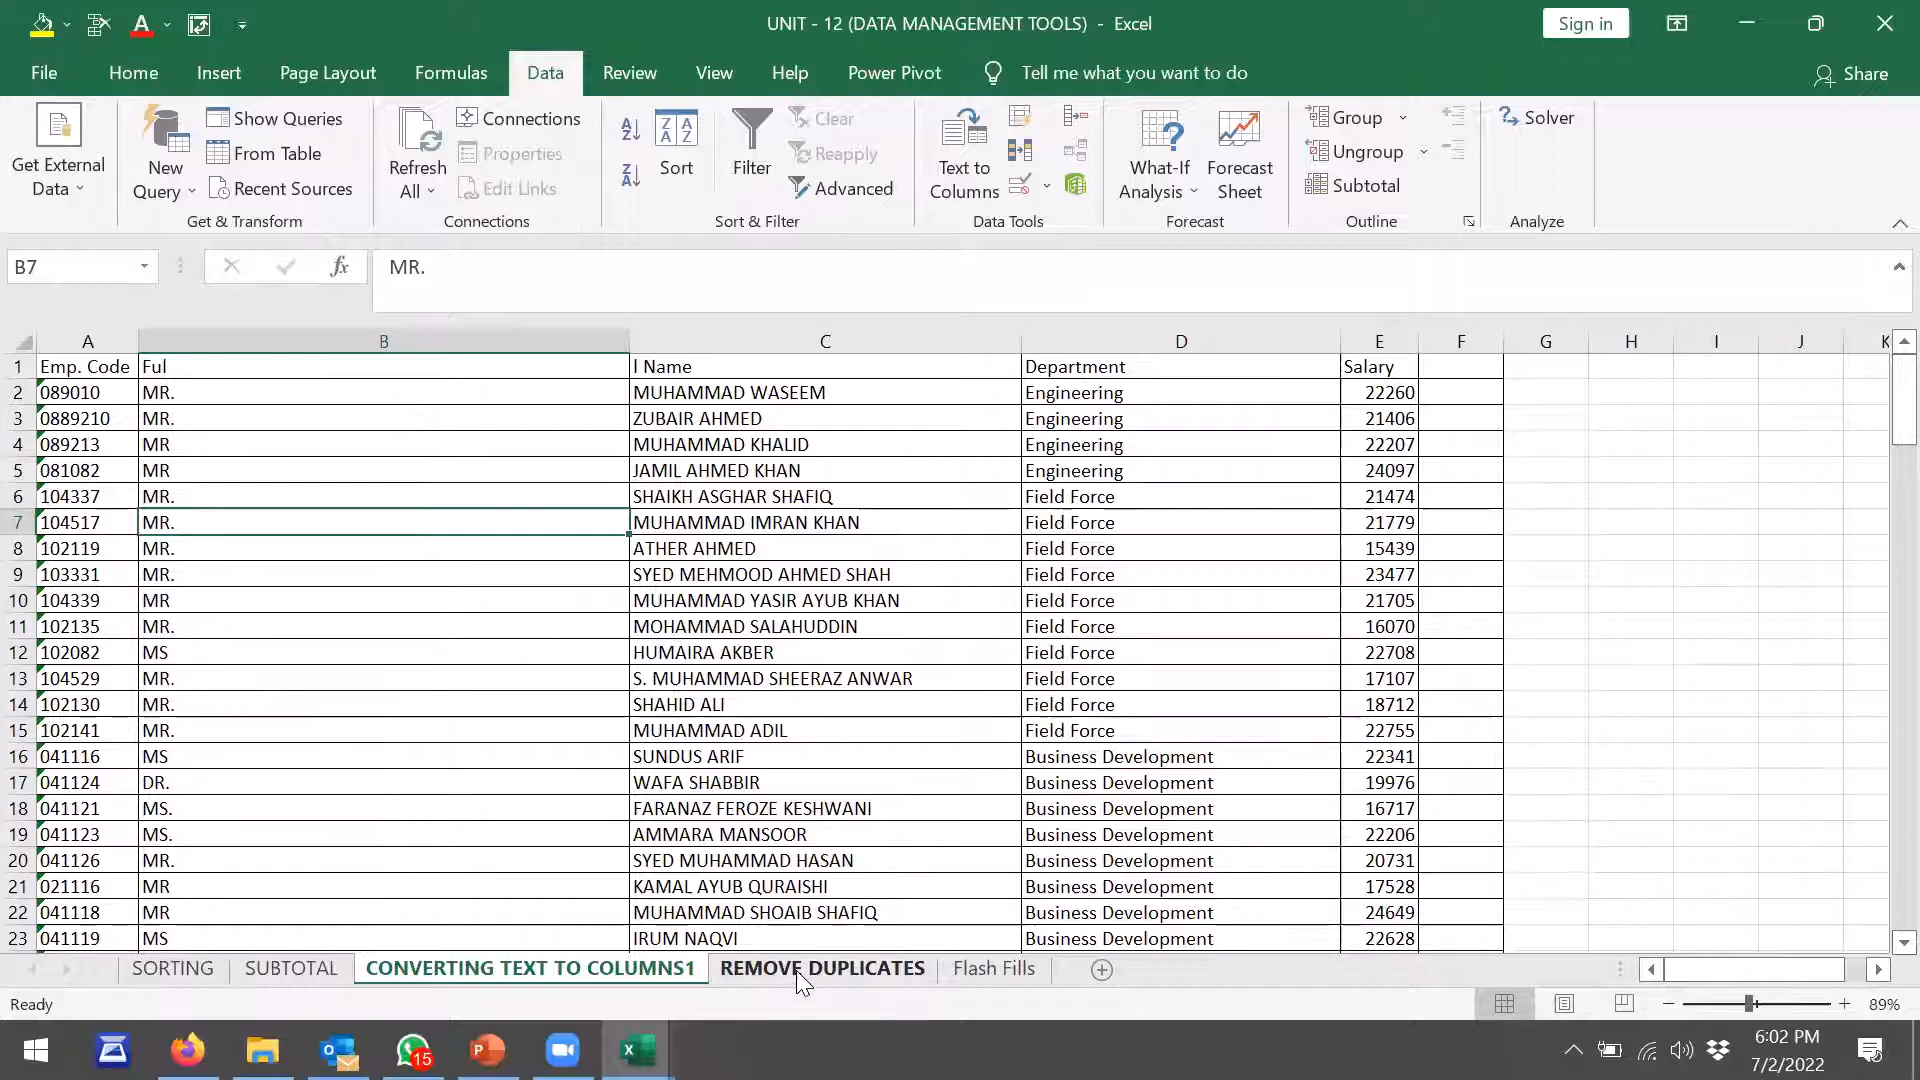 UNIT - 12 (DATA MANAGEMENT TOOLS) - Excel
Sign in
File Home Insert Page Layout Formulas Data Review View Help Power Pivot Tell me what you want to do Share
Get External Data
New Query
Show Queries
From Table
Recent Sources
Get & Transform
Refresh All
Connections
Properties
Edit Links
Connections
Sort
Filter
Clear
Reapply
Advanced
Sort & Filter
Text to Columns
Data Tools
What-If Analysis
Forecast Sheet
Forecast
Group
Ungroup
Subtotal
Outline
Solver
Analyze
B7 fx MR.
A B C D E F G H I J K
1 Emp. Code Ful l Name Department Salary
2 089010 MR. MUHAMMAD WASEEM Engineering 22260
3 0889210 MR. ZUBAIR AHMED Engineering 21406
4 089213 MR MUHAMMAD KHALID Engineering 22207
5 081082 MR JAMIL AHMED KHAN Engineering 24097
6 104337 MR. SHAIKH ASGHAR SHAFIQ Field Force 21474
7 104517 MR. MUHAMMAD IMRAN KHAN Field Force 21779
8 102119 MR. ATHER AHMED Field Force 15439
9 103331 MR. SYED MEHMOOD AHMED SHAH Field Force 23477
10 104339 MR MUHAMMAD YASIR AYUB KHAN Field Force 21705
11 102135 MR. MOHAMMAD SALAHUDDIN Field Force 16070
12 102082 MS HUMAIRA AKBER Field Force 22708
13 104529 MR. S. MUHAMMAD SHEERAZ ANWAR Field Force 17107
14 102130 MR. SHAHID ALI Field Force 18712
15 102141 MR. MUHAMMAD ADIL Field Force 22755
16 041116 MS SUNDUS ARIF Business Development 22341
17 041124 DR. WAFA SHABBIR Business Development 19976
18 041121 MS. FARANAZ FEROZE KESHWANI Business Development 16717
19 041123 MS. AMMARA MANSOOR Business Development 22206
20 041126 MR. SYED MUHAMMAD HASAN Business Development 20731
21 021116 MR KAMAL AYUB QURAISHI Business Development 17528
22 041118 MR MUHAMMAD SHOAIB SHAFIQ Business Development 24649
23 041119 MS IRUM NAQVI Business Development 22628
SORTING SUBTOTAL CONVERTING TEXT TO COLUMNS1 REMOVE DUPLICATES Flash Fills
Ready 89%
15
6:02 PM
7/2/2022